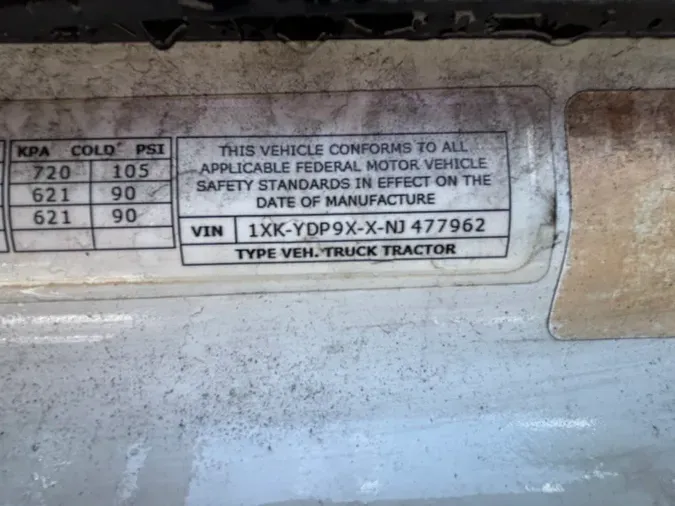 KPA COLD PSI
720 105
621 90
621 90
THIS VEHICLE CONFORMS TO ALL
APPLICABLE FEDERAL MOTOR VEHICLE
SAFETY STANDARDS IN EFFECT ON THE
DATE OF MANUFACTURE
VIN 1XK-YDP9X-X-NJ 477962
TYPE VEH. TRUCK TRACTOR